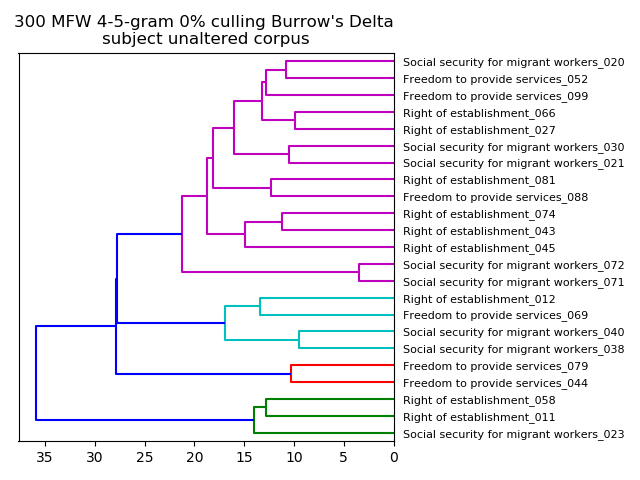 300 MFW 4-5-gram 0% culling Burrow's Delta
subject unaltered corpus
Social security for migrant workers_020
Freedom to provide services_052
Freedom to provide services_099
Right of establishment_066
Right of establishment_027
Social security for migrant workers_030
Social security for migrant workers_021
Right of establishment_081
Freedom to provide services_088
Right of establishment_074
Right of establishment_043
Right of establishment_045
Social security for migrant workers_072
Social security for migrant workers_071
Right of establishment_012
Freedom to provide services_069
Social security for migrant workers_040
Social security for migrant workers_038
Freedom to provide services_079
Freedom to provide services_044
Right of establishment_058
Right of establishment_011
Social security for migrant workers_023
35 30 25 20 15 10 5 0